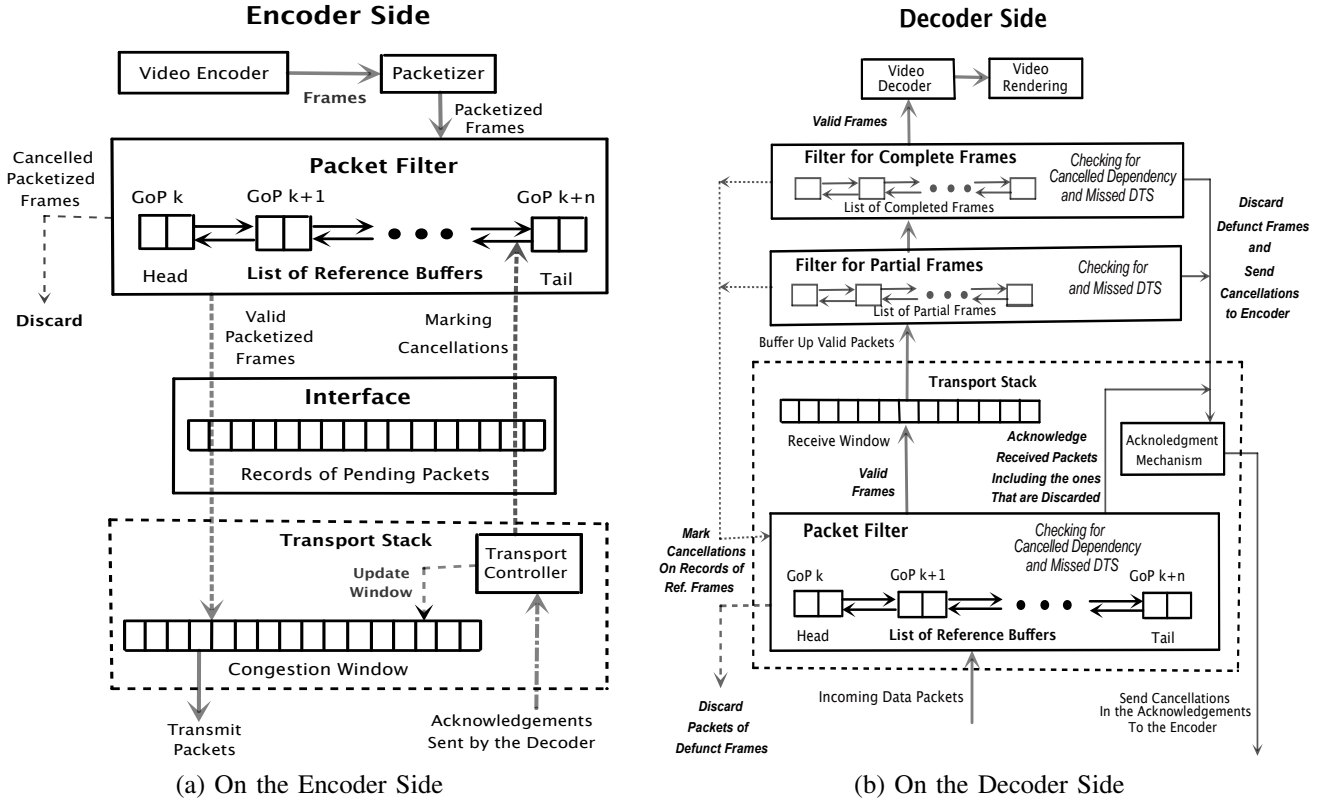 Encoder Side
Video Encoder
Packetizer
Frames
Packetized
Frames
Cancelled
Packetized
Frames
Packet Filter
GoP k
GoP k+1
GoP k+n
Head
List of Reference Buffers
Tail
Discard
Valid
Packetized
Frames
Marking
Cancellations
Interface
Records of Pending Packets
Transport Stack
Transport
Controller
Update
Window
Congestion Window
Transmit
Packets
Acknowledgements
Sent by the Decoder
(a) On the Encoder Side
Decoder Side
Video
Decoder
Video
Rendering
Valid Frames
Filter for Complete Frames
Checking for
Cancelled Dependency
and Missed DTS
List of Completed Frames
Discard
Defunct Frames
and
Send
Cancellations
to Encoder
Filter for Partial Frames
Checking for
and Missed DTS
List of Partial Frames
Buffer Up Valid Packets
Transport Stack
Receive Window
Acknowledge
Received Packets
Including the ones
That are Discarded
Acknoledgment
Mechanism
Valid
Frames
Mark
Cancellations
On Records of
Ref. Frames
Packet Filter
Checking for
Cancelled Dependency
and Missed DTS
GoP k
GoP k+1
GoP k+n
Head
List of Reference Buffers
Tail
Incoming Data Packets
Discard
Packets of
Defunct Frames
Send Cancellations
In the Acknowledgements
To the Encoder
(b) On the Decoder Side